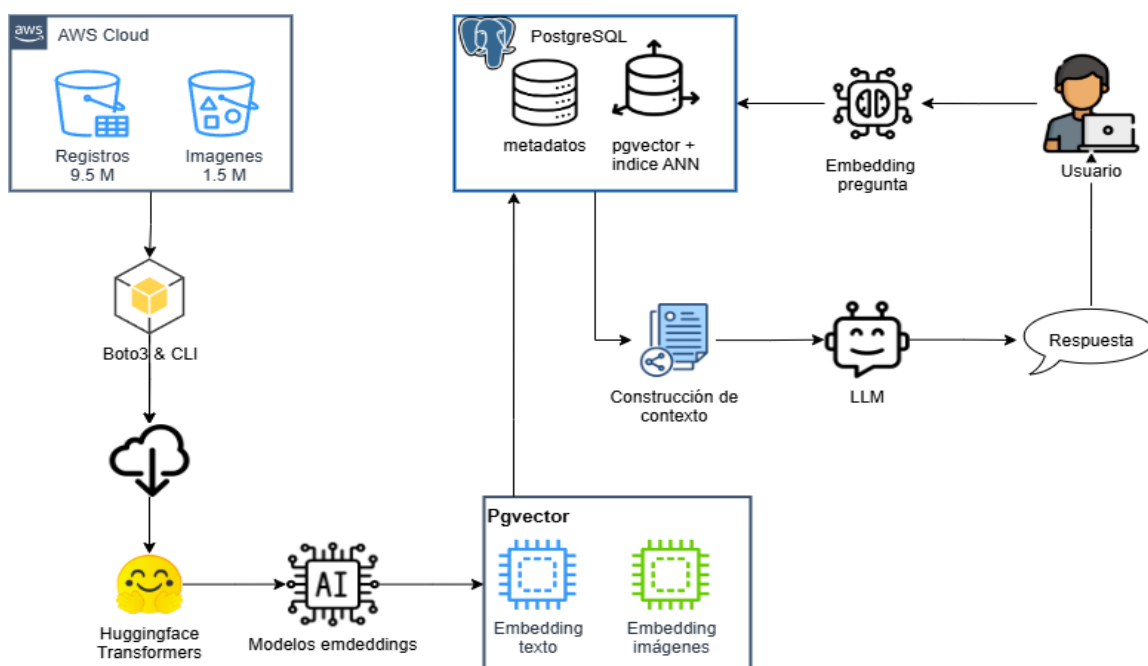 aws
AWS Cloud
Registros
9.5 M
Imagenes
1.5 M
PostgreSQL
metadatos
pgvector +
indice ANN
Embedding
pregunta
Usuario
Boto3 & CLI
Construcción de
contexto
LLM
Respuesta
Huggingface
Transformers
AI
Modelos emdeddings
Pgvector
Embedding
texto
Embedding
imágenes